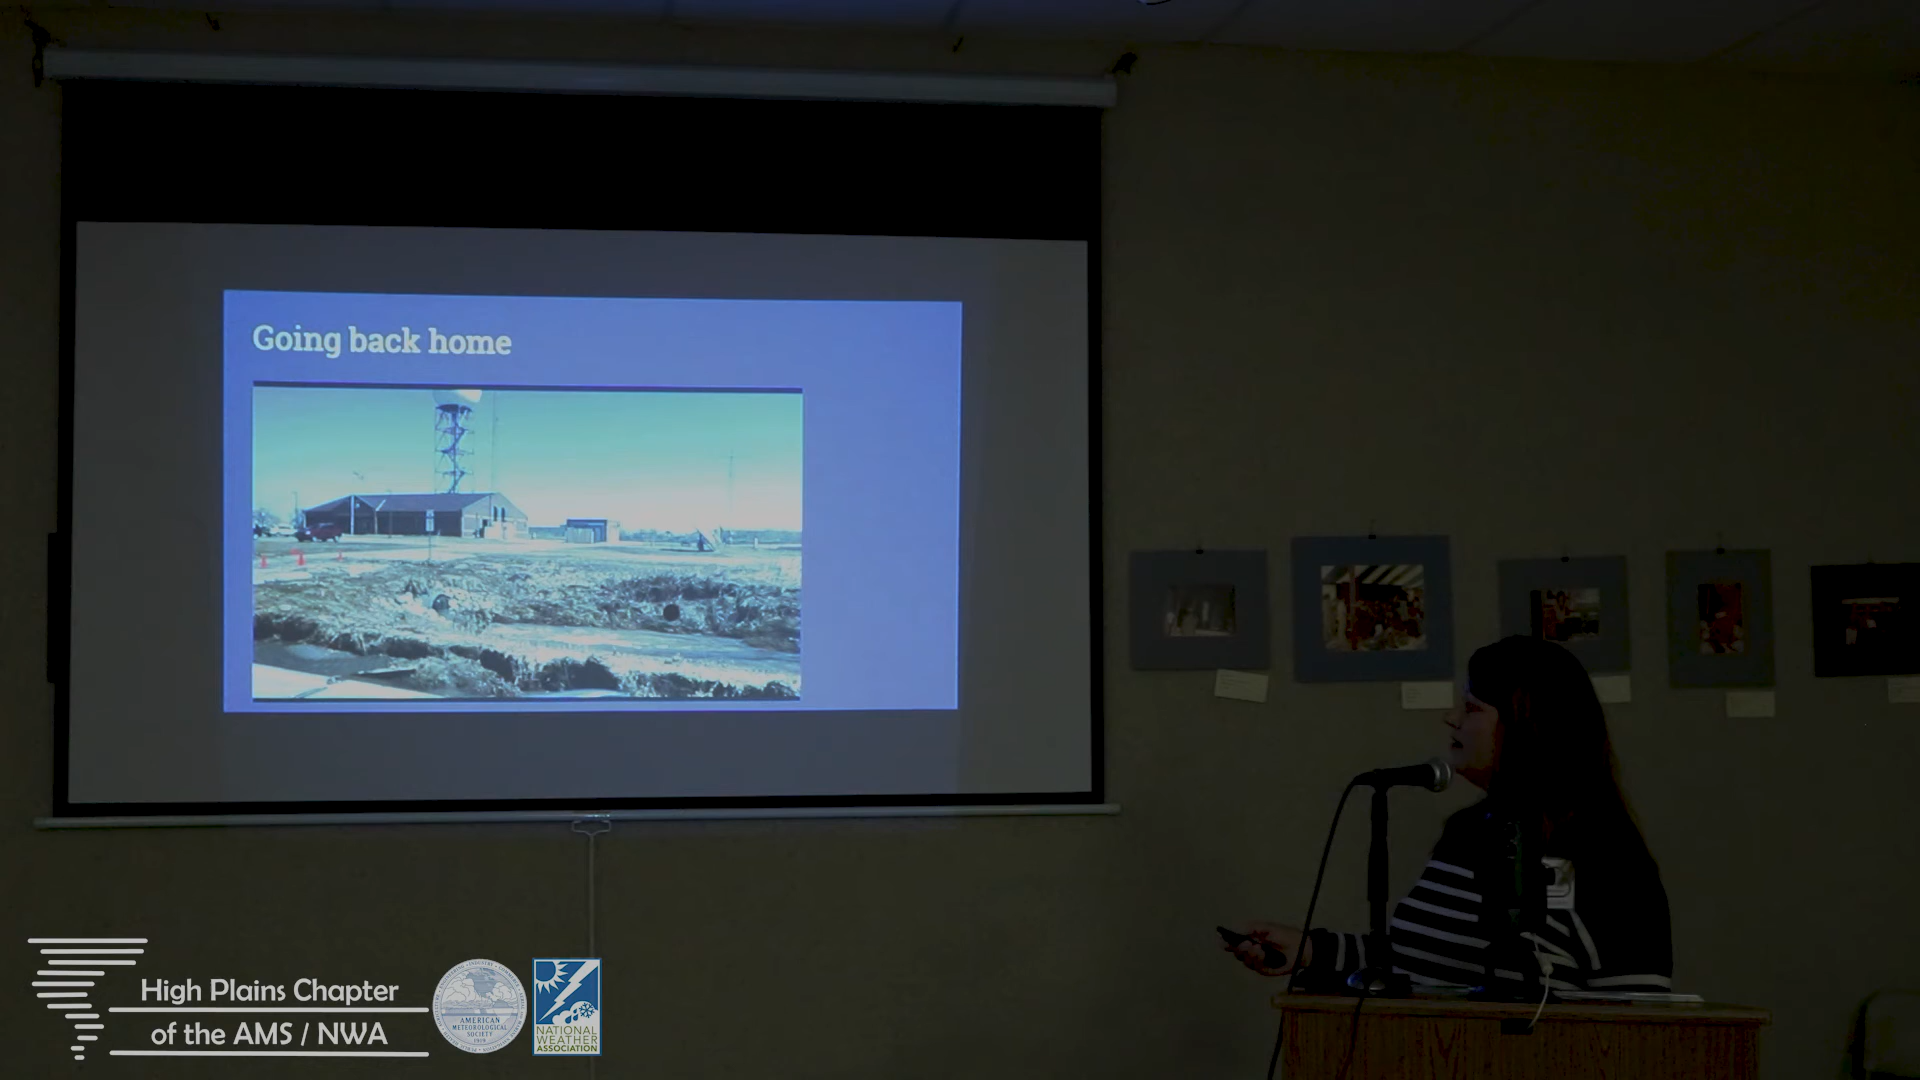 Going back home
High Plains Chapter
of the AMS / NWA
AMERICAN
METEOROLOGICAL
SOCIETY
NATIONAL
WEATHER
ASSOCIATION